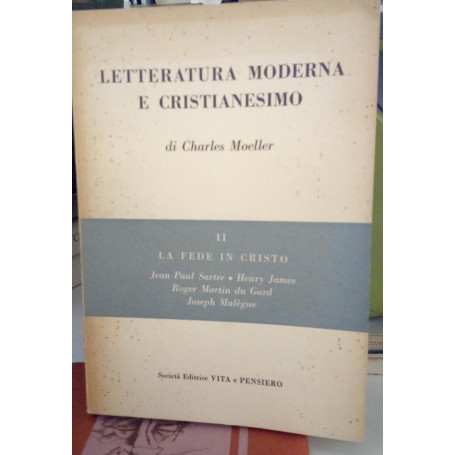 LETTERATURA MODERNA
E CRISTIANESIMO
di Charles Moeller
II
LA FEDE IN CRISTO
Jean Paul Sartre • Henry James
Roger Martin du Gard
Joseph Malègue
Società Editrice VITA e PENSIERO